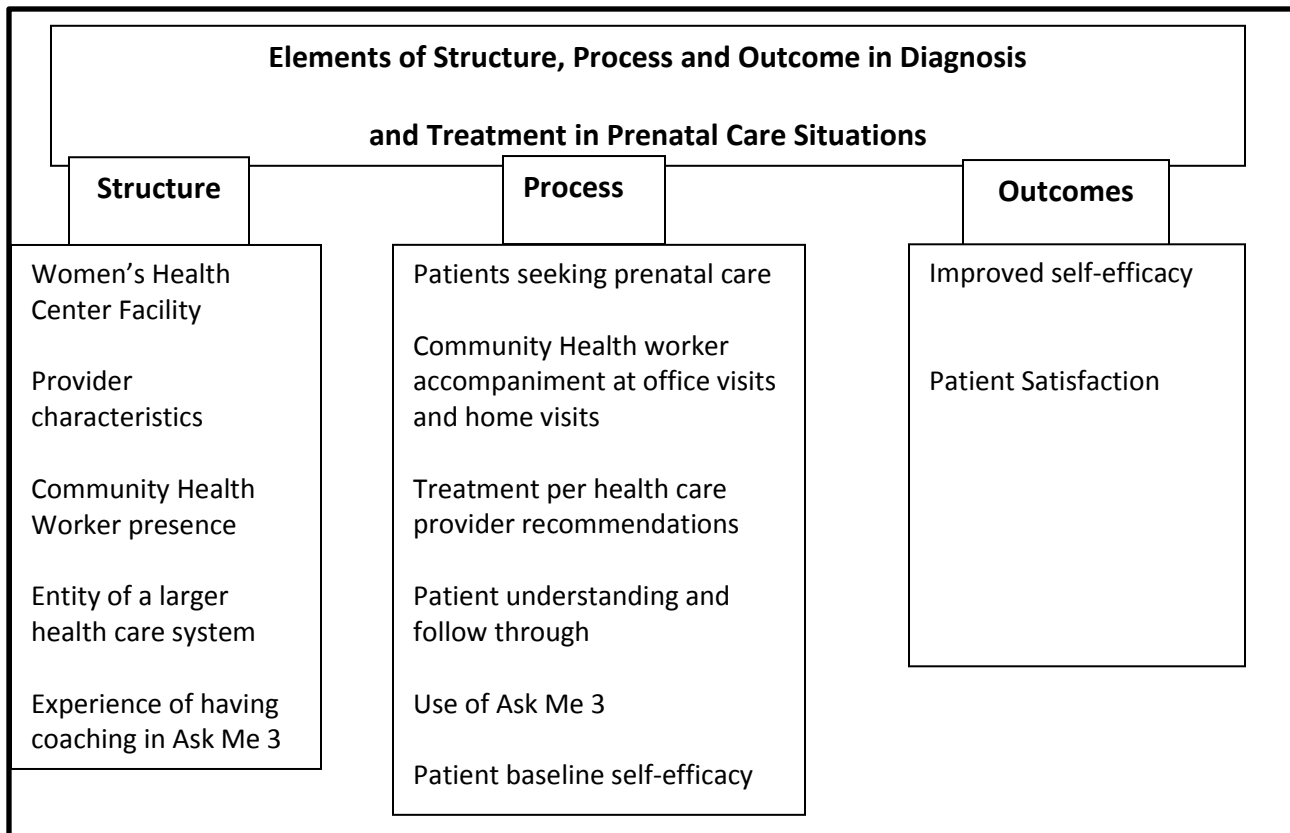 Elements of Structure, Process and Outcome in Diagnosis
and Treatment in Prenatal Care Situations
Structure
Women’s Health
Center Facility
Provider
characteristics
Community Health
Worker presence
Entity of a larger
health care system
Experience of having
coaching in Ask Me 3
Process
Patients seeking prenatal care
Community Health worker
accompaniment at office visits
and home visits
Treatment per health care
provider recommendations
Patient understanding and
follow through
Use of Ask Me 3
Patient baseline self-efficacy
Outcomes
Improved self-efficacy
Patient Satisfaction